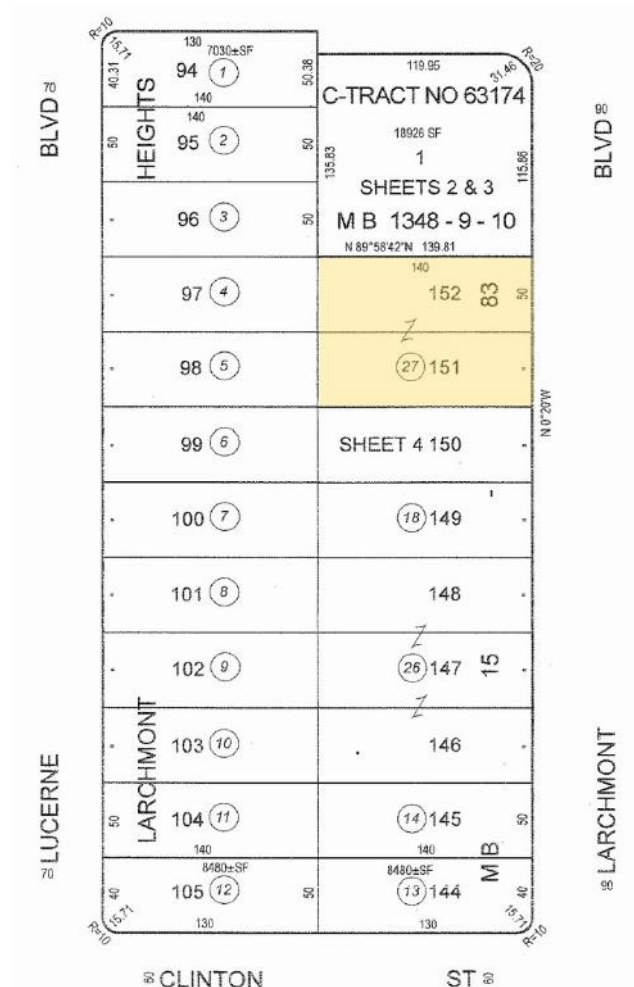 R=10
15.71
130
7030±SF
40.31
94 1
50.38
140
119.95
31.46
R=20
C-TRACT NO 63174
BLVD 70
HEIGHTS
140
50
95 2
50
135.83
18926 SF
1
115.86
BLVD 90
SHEETS 2 & 3
96 3
50
M B 1348 - 9 - 10
N 89°58'42"N 139.81
97 4
140
152
83
50
98 5
27 151
N 0°20'W
99 6
SHEET 4 150
100 7
18 149
101 8
148
102 9
26 147
15
103 10
146
LARCHMONT
50
104 11
140
14 145
140
50
M B
70 LUCERNE
90 LARCHMONT
8480±SF
40
105 12
50
130
R=10
15.71
8480±SF
13 144
40
130
15.71
R=10
60 CLINTON
ST 60